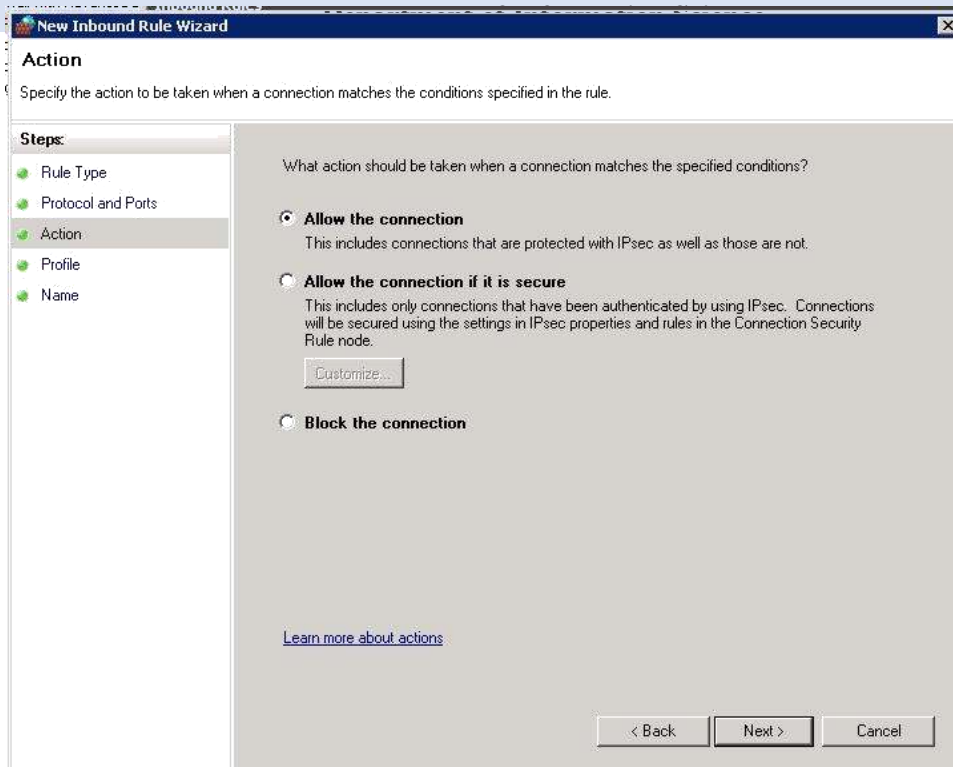 Inbound Rules
New Inbound Rule Wizard
Action
Specify the action to be taken when a connection matches the conditions specified in the rule.
Steps:
Rule Type
Protocol and Ports
Action
Profile
Name
What action should be taken when a connection matches the specified conditions?
Allow the connection
This includes connections that are protected with IPsec as well as those are not.
Allow the connection if it is secure
This includes only connections that have been authenticated by using IPsec. Connections
will be secured using the settings in IPsec properties and rules in the Connection Security
Rule node.
Customize...
Block the connection
Learn more about actions
< Back
Next >
Cancel